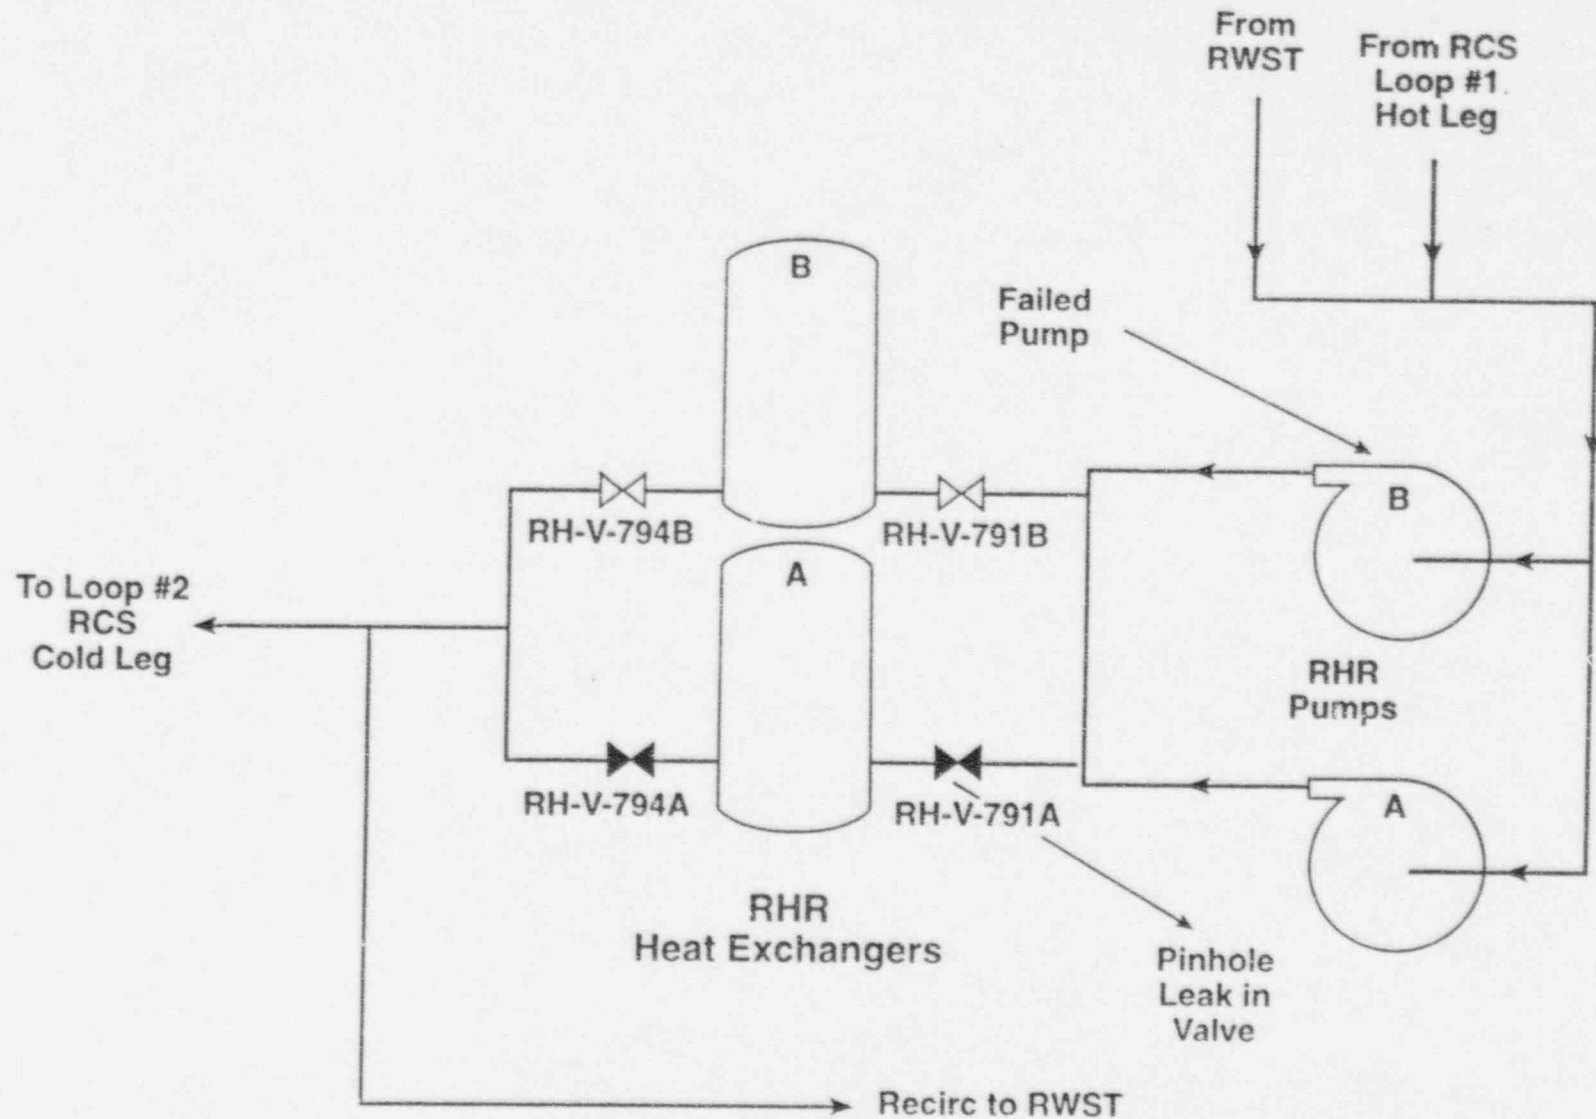 From
RWST
From RCS
Loop #1
Hot Leg
B
Failed
Pump
B
RH-V-794B
RH-V-791B
A
To Loop #2
RCS
Cold Leg
RHR
Pumps
RH-V-794A
RH-V-791A
A
RHR
Heat Exchangers
Pinhole
Leak in
Valve
Recirc to RWST